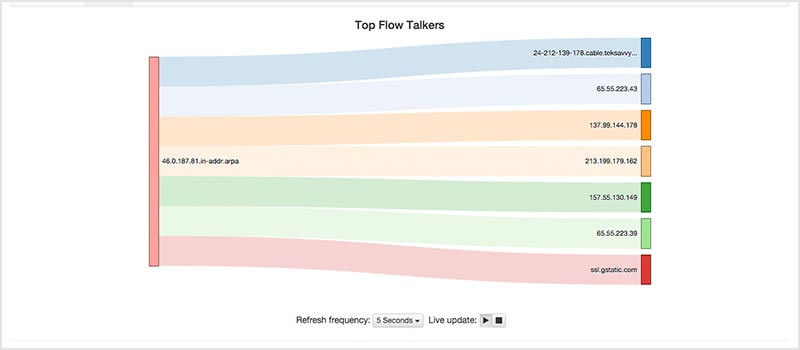 Top Flow Talkers
24-212-139-176.cable.teksavvy...
65.55.223.43
137.99.144.178
46.0.187.81.in-addr.arpa
213.199.179.162
157.55.130.149
65.55.223.39
ssl.gstatic.com
Refresh frequency: 5 Seconds Live update: